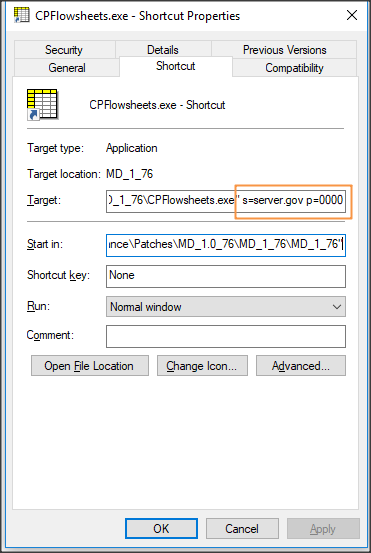 CPFlowsheets.exe - Shortcut Properties
Security Details Previous Versions
General Shortcut Compatibility
CPFlowsheets.exe - Shortcut
Target type: Application
Target location: MD_1_76
Target: D_1_76\CPFlowsheets.exe" s=server.gov p=0000
Start in: ance\Patches\MD_1.0_76\MD_1_76\MD_1_76"
Shortcut key: None
Run: Normal window
Comment:
Open File Location Change Icon... Advanced...
OK Cancel Apply